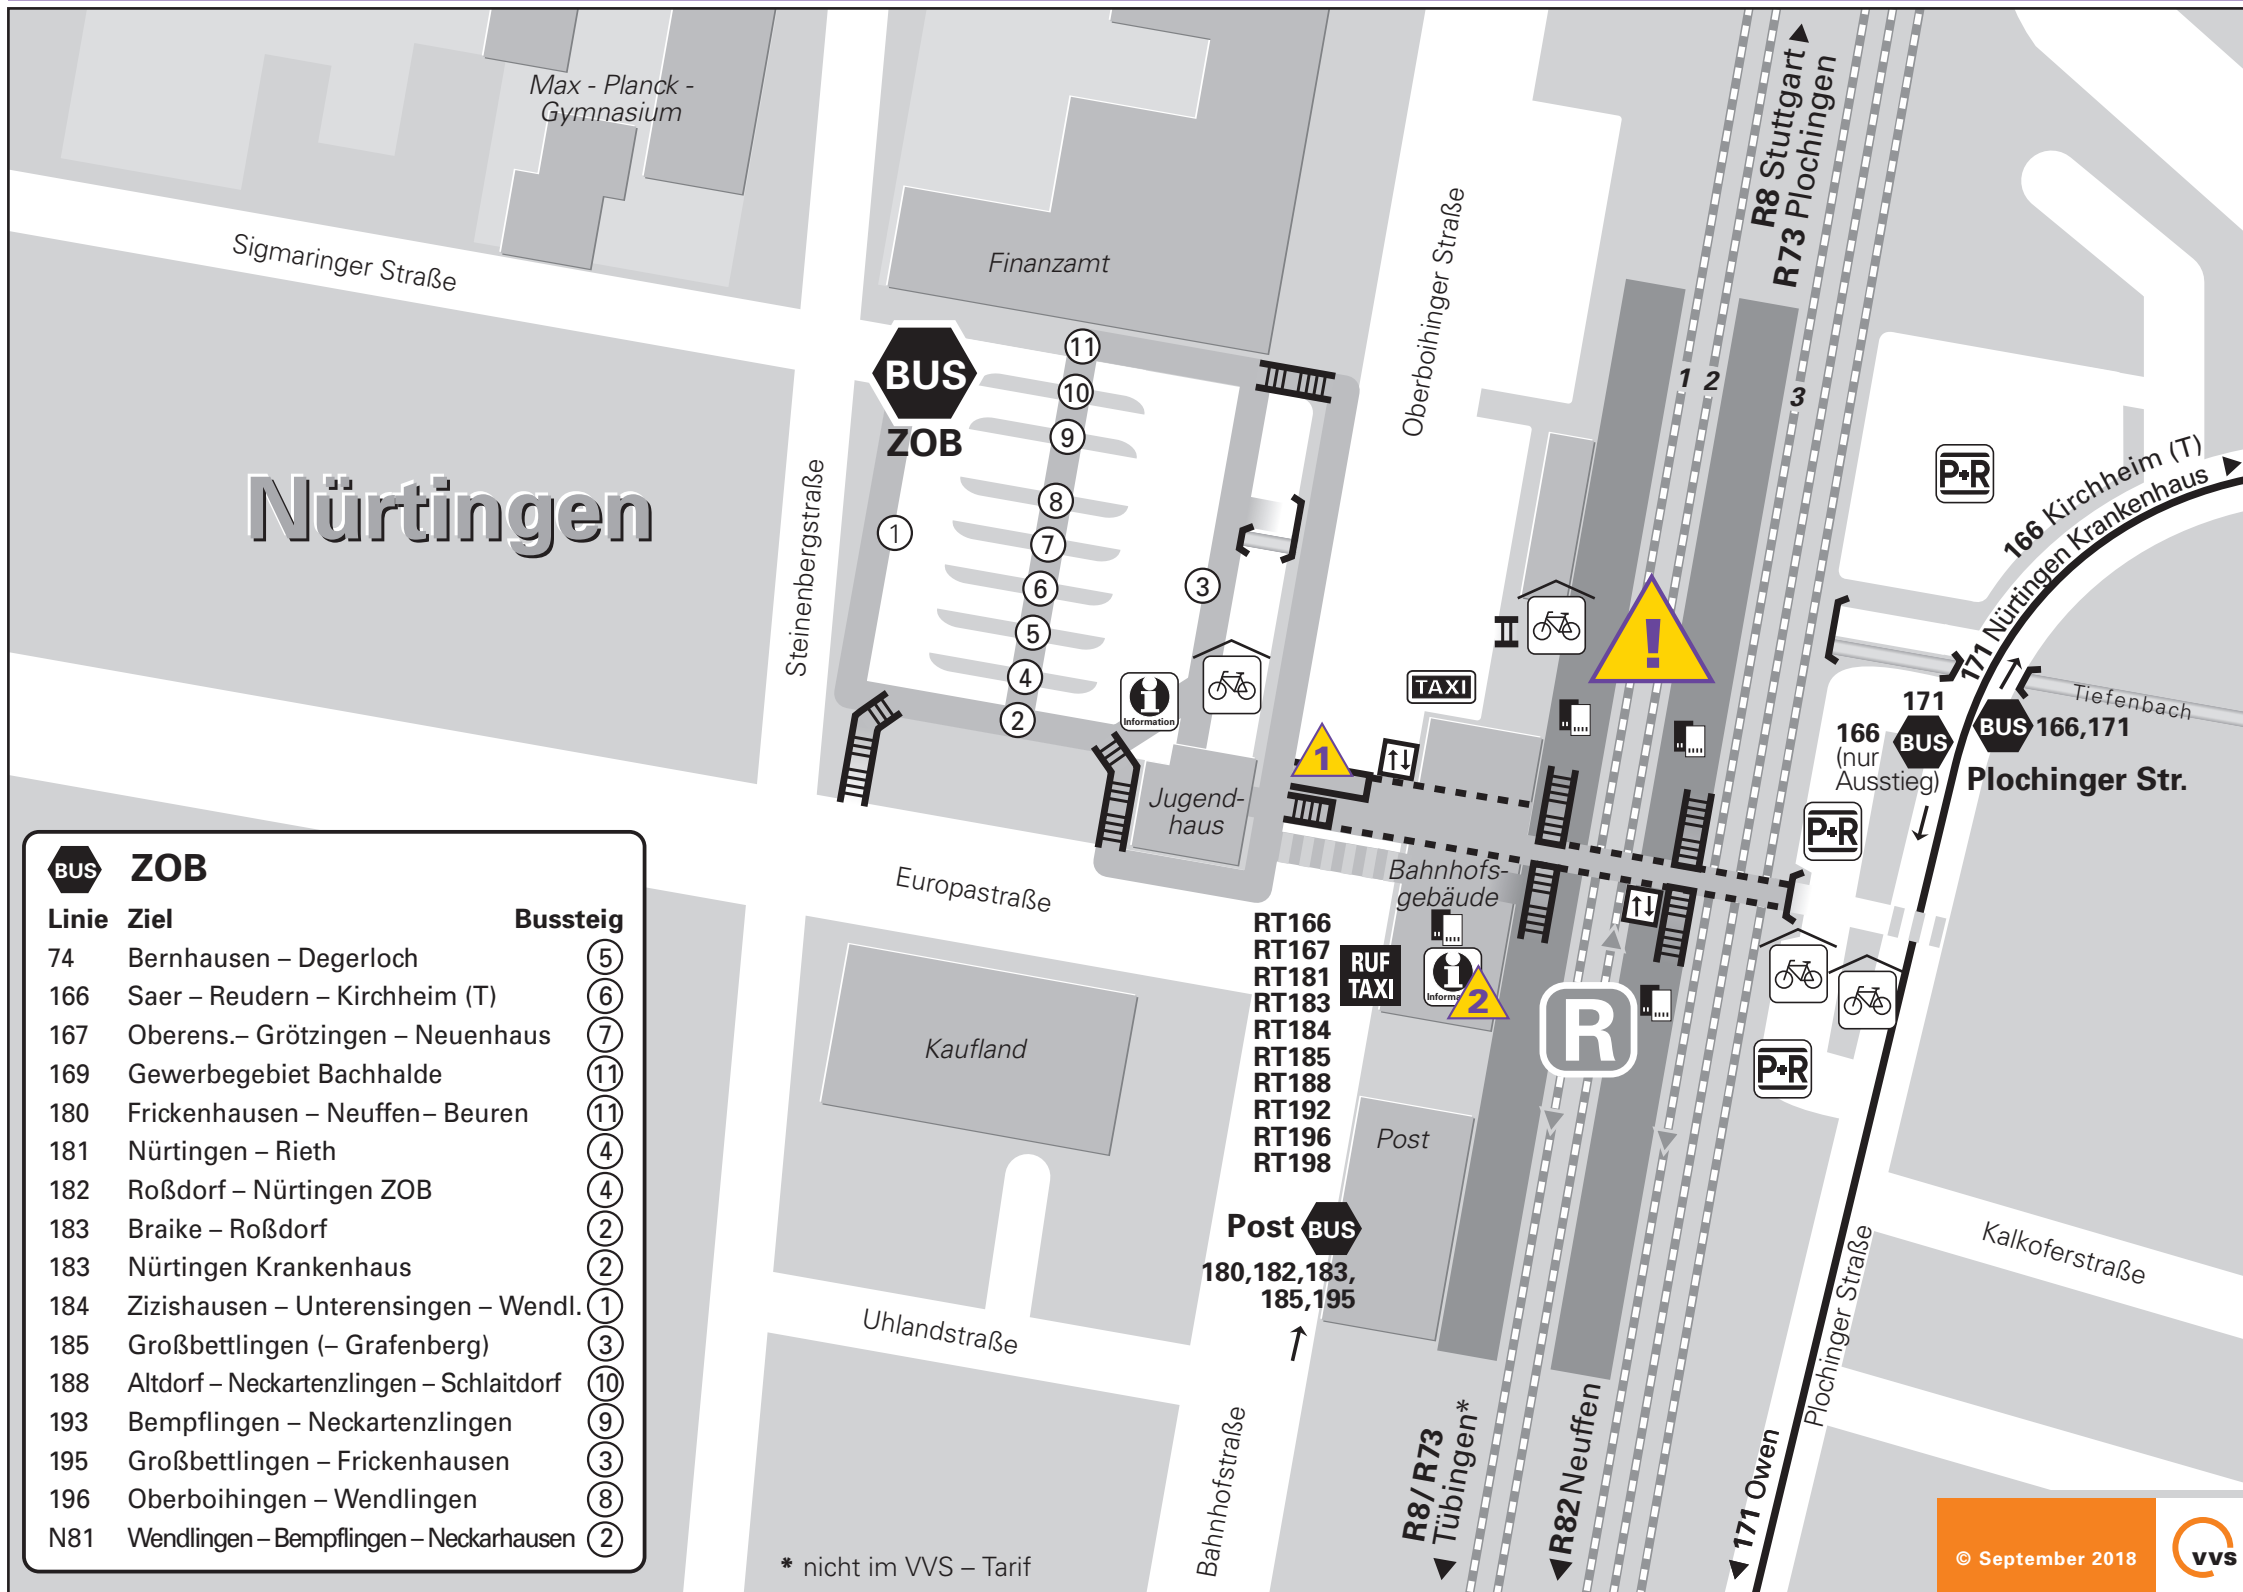 Max - Planck -
Gymnasium
Sigmaringer Straße
Finanzamt
Oberboihinger Straße
R8 Stuttgart
R73 Plochingen
BUS
ZOB
11
10
9
8
7
6
5
4
2
1
3
1 2
3
Nürtingen
Steinenbergstraße
P+R
166 Kirchheim (T)
171 Nürtingen Krankenhaus
!
TAXI
i
Information
1
Tiefenbach
171
166
(nur
Ausstieg)
BUS
BUS
166,171
Plochinger Str.
P+R
Jugend-
haus
Bahnhofs-
gebäude
Europastraße
RT166
RT167
RT181
RT183
RT184
RT185
RT188
RT192
RT196
RT198
RUF
TAXI
i
2
R
P+R
Kaufland
Post
Post BUS
180,182,183,
185,195
Uhlandstraße
Kalkoferstraße
Plochinger Straße
Bahnhofstraße
R8/R73
Tübingen*
R82 Neuffen
171 Owen
BUS ZOB
Linie Ziel Bussteig
74 Bernhausen – Degerloch 5
166 Saer – Reudern – Kirchheim (T) 6
167 Oberens.– Grötzingen – Neuenhaus 7
169 Gewerbegebiet Bachhalde 11
180 Frickenhausen – Neuffen – Beuren 11
181 Nürtingen – Rieth 4
182 Roßdorf – Nürtingen ZOB 4
183 Braike – Roßdorf 2
183 Nürtingen Krankenhaus 2
184 Zizishausen – Unterensingen – Wendl. 1
185 Großbettlingen (– Grafenberg) 3
188 Altdorf – Neckartenzlingen – Schlaitdorf 10
193 Bempflingen – Neckartenzlingen 9
195 Großbettlingen – Frickenhausen 3
196 Oberboihingen – Wendlingen 8
N81 Wendlingen – Bempflingen – Neckarhausen 2
* nicht im VVS – Tarif
© September 2018
VVS